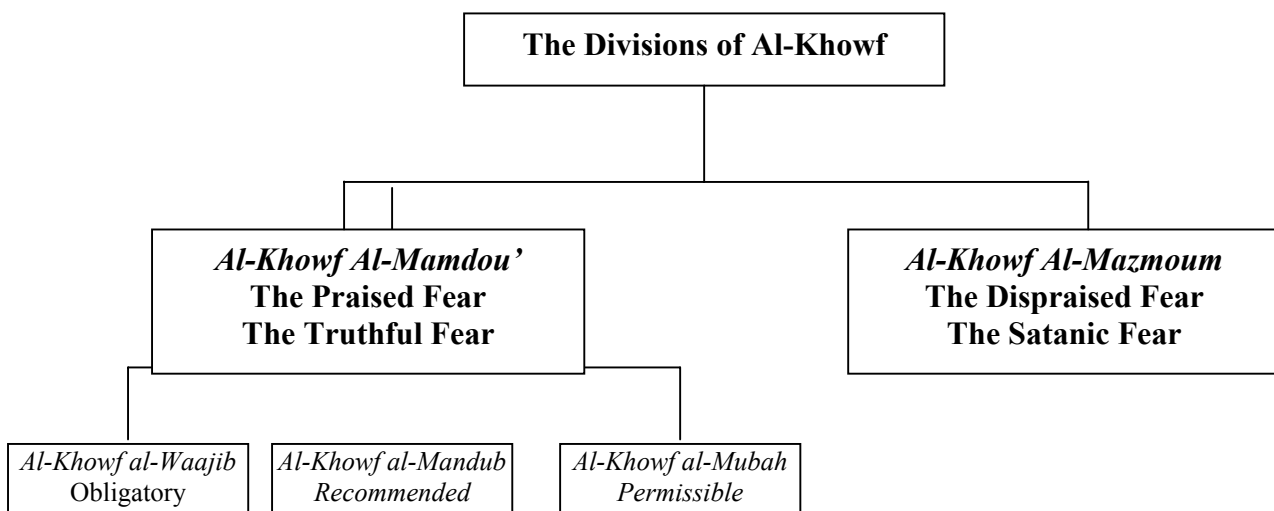 The Divisions of Al-Khowf
Al-Khowf Al-Mamdou’
The Praised Fear
The Truthful Fear
Al-Khowf Al-Mazmoum
The Dispraised Fear
The Satanic Fear
Al-Khowf al-Waajib
Obligatory
Al-Khowf al-Mandub
Recommended
Al-Khowf al-Mubah
Permissible